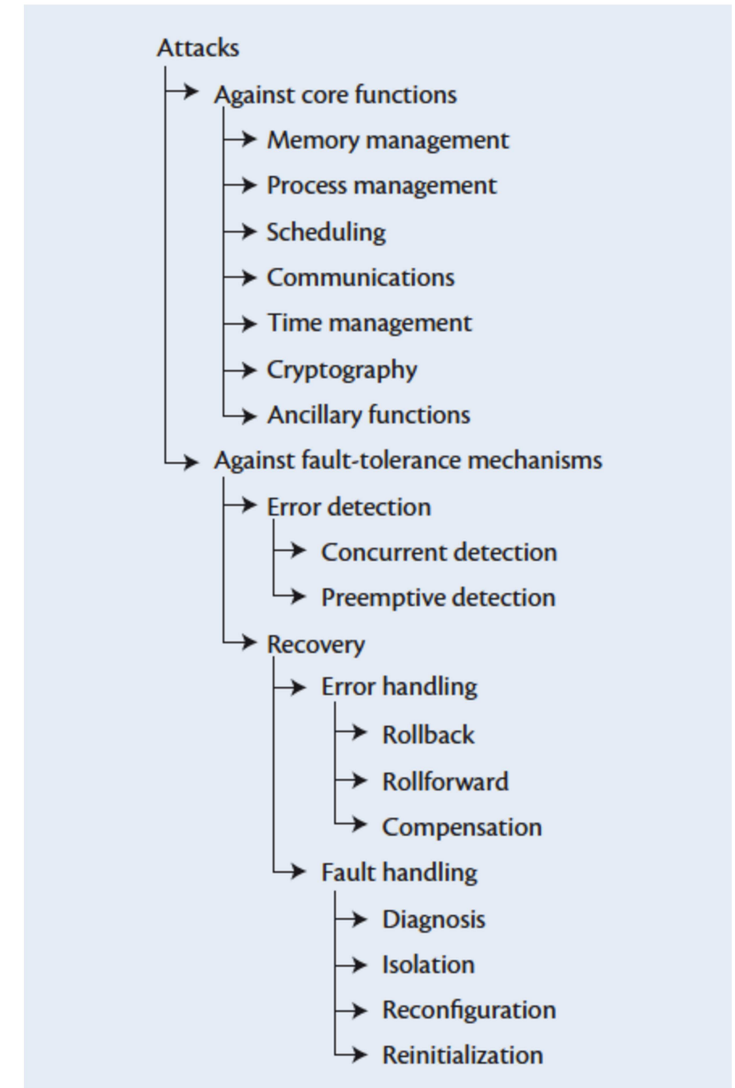 Attacks
Against core functions
Memory management
Process management
Scheduling
Communications
Time management
Cryptography
Ancillary functions
Against fault-tolerance mechanisms
Error detection
Concurrent detection
Preemptive detection
Recovery
Error handling
Rollback
Rollforward
Compensation
Fault handling
Diagnosis
Isolation
Reconfiguration
Reinitialization